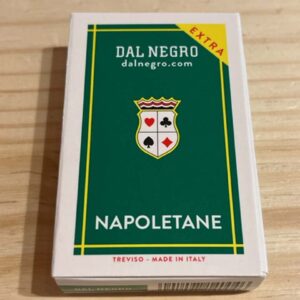 DAL NEGRO
dalnegro.com
EXTRA
NAPOLETANE
TREVISO - MADE IN ITALY